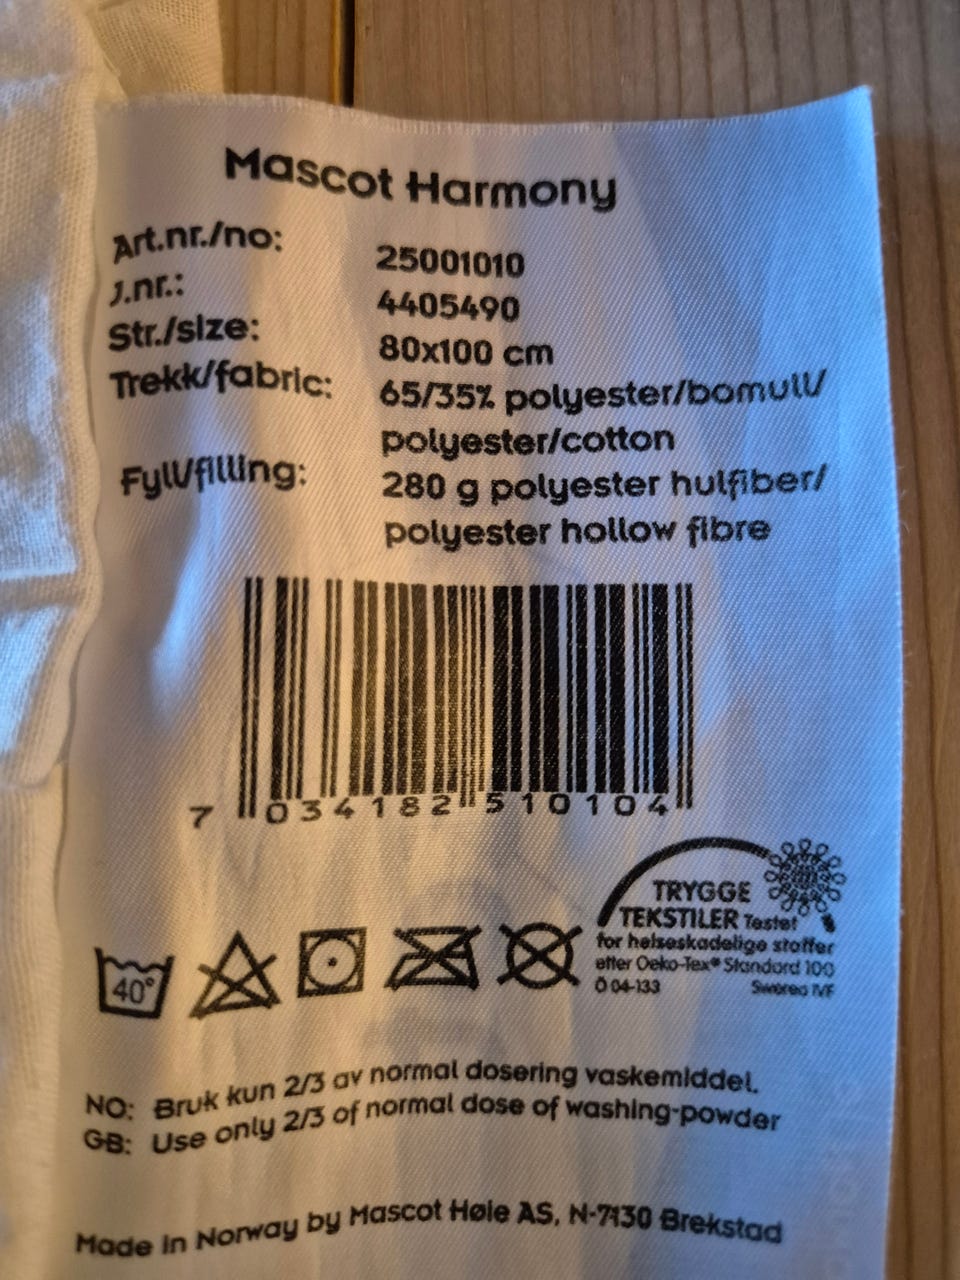 Mascot Harmony
Art.nr./no: 25001010
J.nr.: 4405490
Str./size: 80x100 cm
Trekk/fabric: 65/35% polyester/bomull/
polyester/cotton
Fyll/filling: 280 g polyester hulfiber/
polyester hollow fibre
7 034182 510104
TRYGGE
TEKSTILER Testet
for helseskadelige stoffer
etter Oeko-Tex® Standard 100
Ö 04-133 Swerea IVF
40°
NO: Bruk kun 2/3 av normal dosering vaskemiddel.
GB: Use only 2/3 of normal dose of washing-powder
Made in Norway by Mascot Høie AS, N-7130 Brekstad